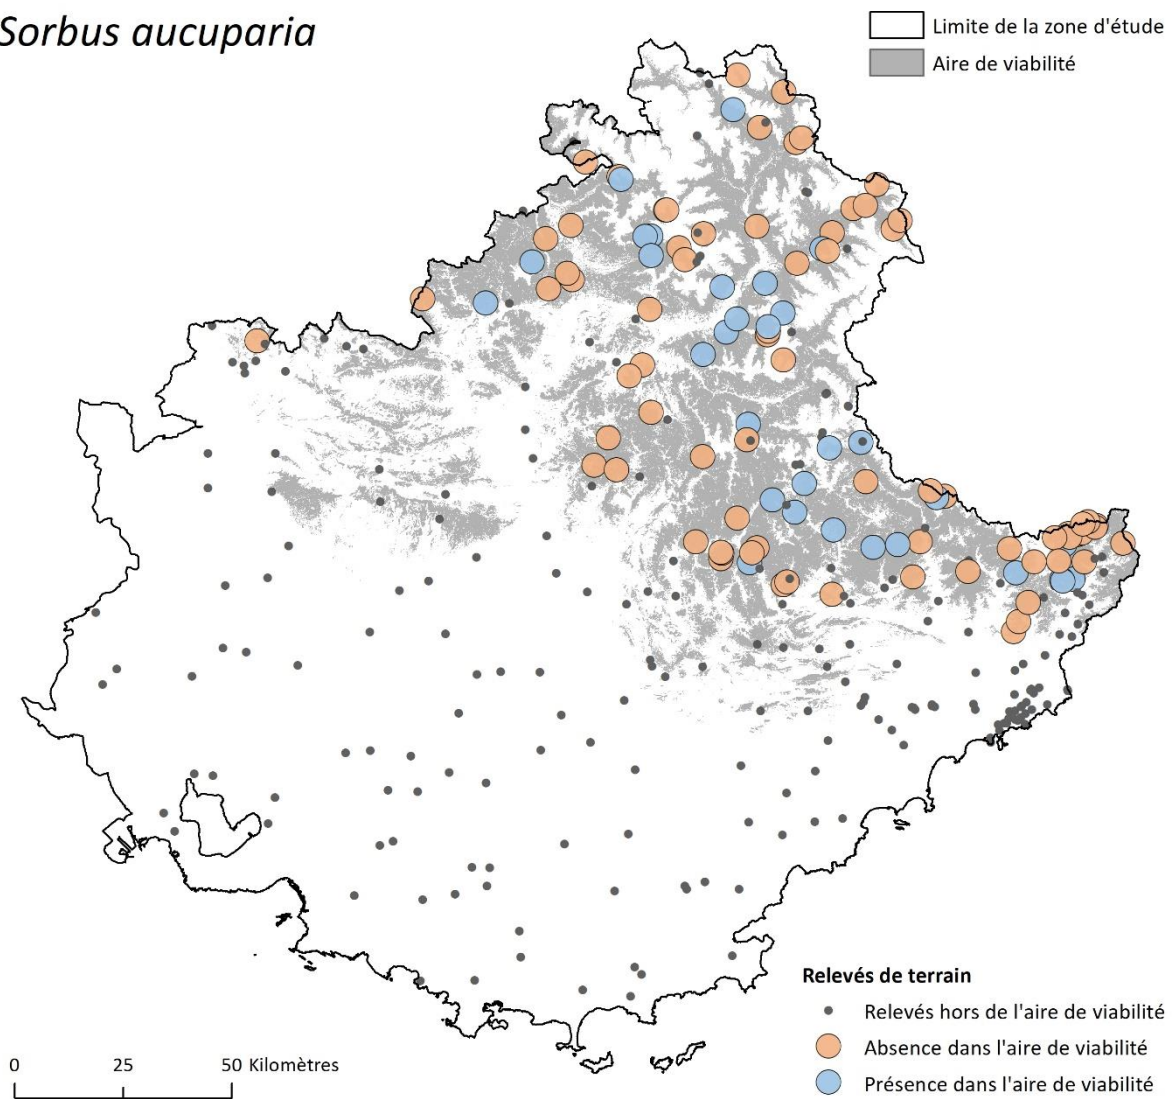 Sorbus aucuparia
Limite de la zone d'étude
Aire de viabilité
Relevés de terrain
Relevés hors de l'aire de viabilité
Absence dans l'aire de viabilité
Présence dans l'aire de viabilité
0 25 50 Kilomètres